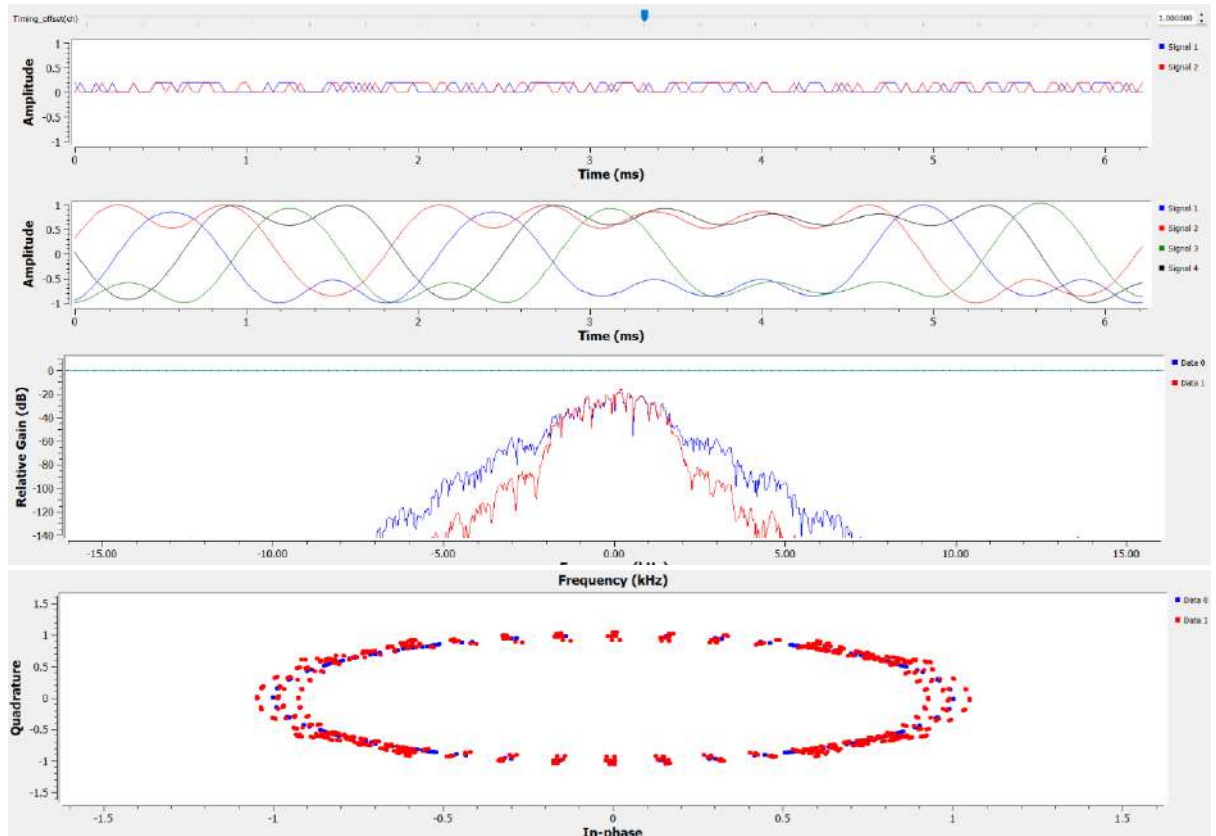 Timing_offset(ch) 1.000000
1
0.5
0
-0.5
-1
Amplitude
0 1 2 3 4 5 6
Time (ms)
Signal 1
Signal 2
1
0.5
0
-0.5
-1
Amplitude
0 1 2 3 4 5 6
Time (ms)
Signal 1
Signal 2
Signal 3
Signal 4
0
-20
-40
-60
-80
-100
-120
-140
Relative Gain (dB)
-15.00 -10.00 -5.00 0.00 5.00 10.00 15.00
Data 0
Data 1
Frequency (kHz)
1.5
1
0.5
0
-0.5
-1
-1.5
Quadrature
-1.5 -1 -0.5 0 0.5 1 1.5
In-phase
Data 0
Data 1